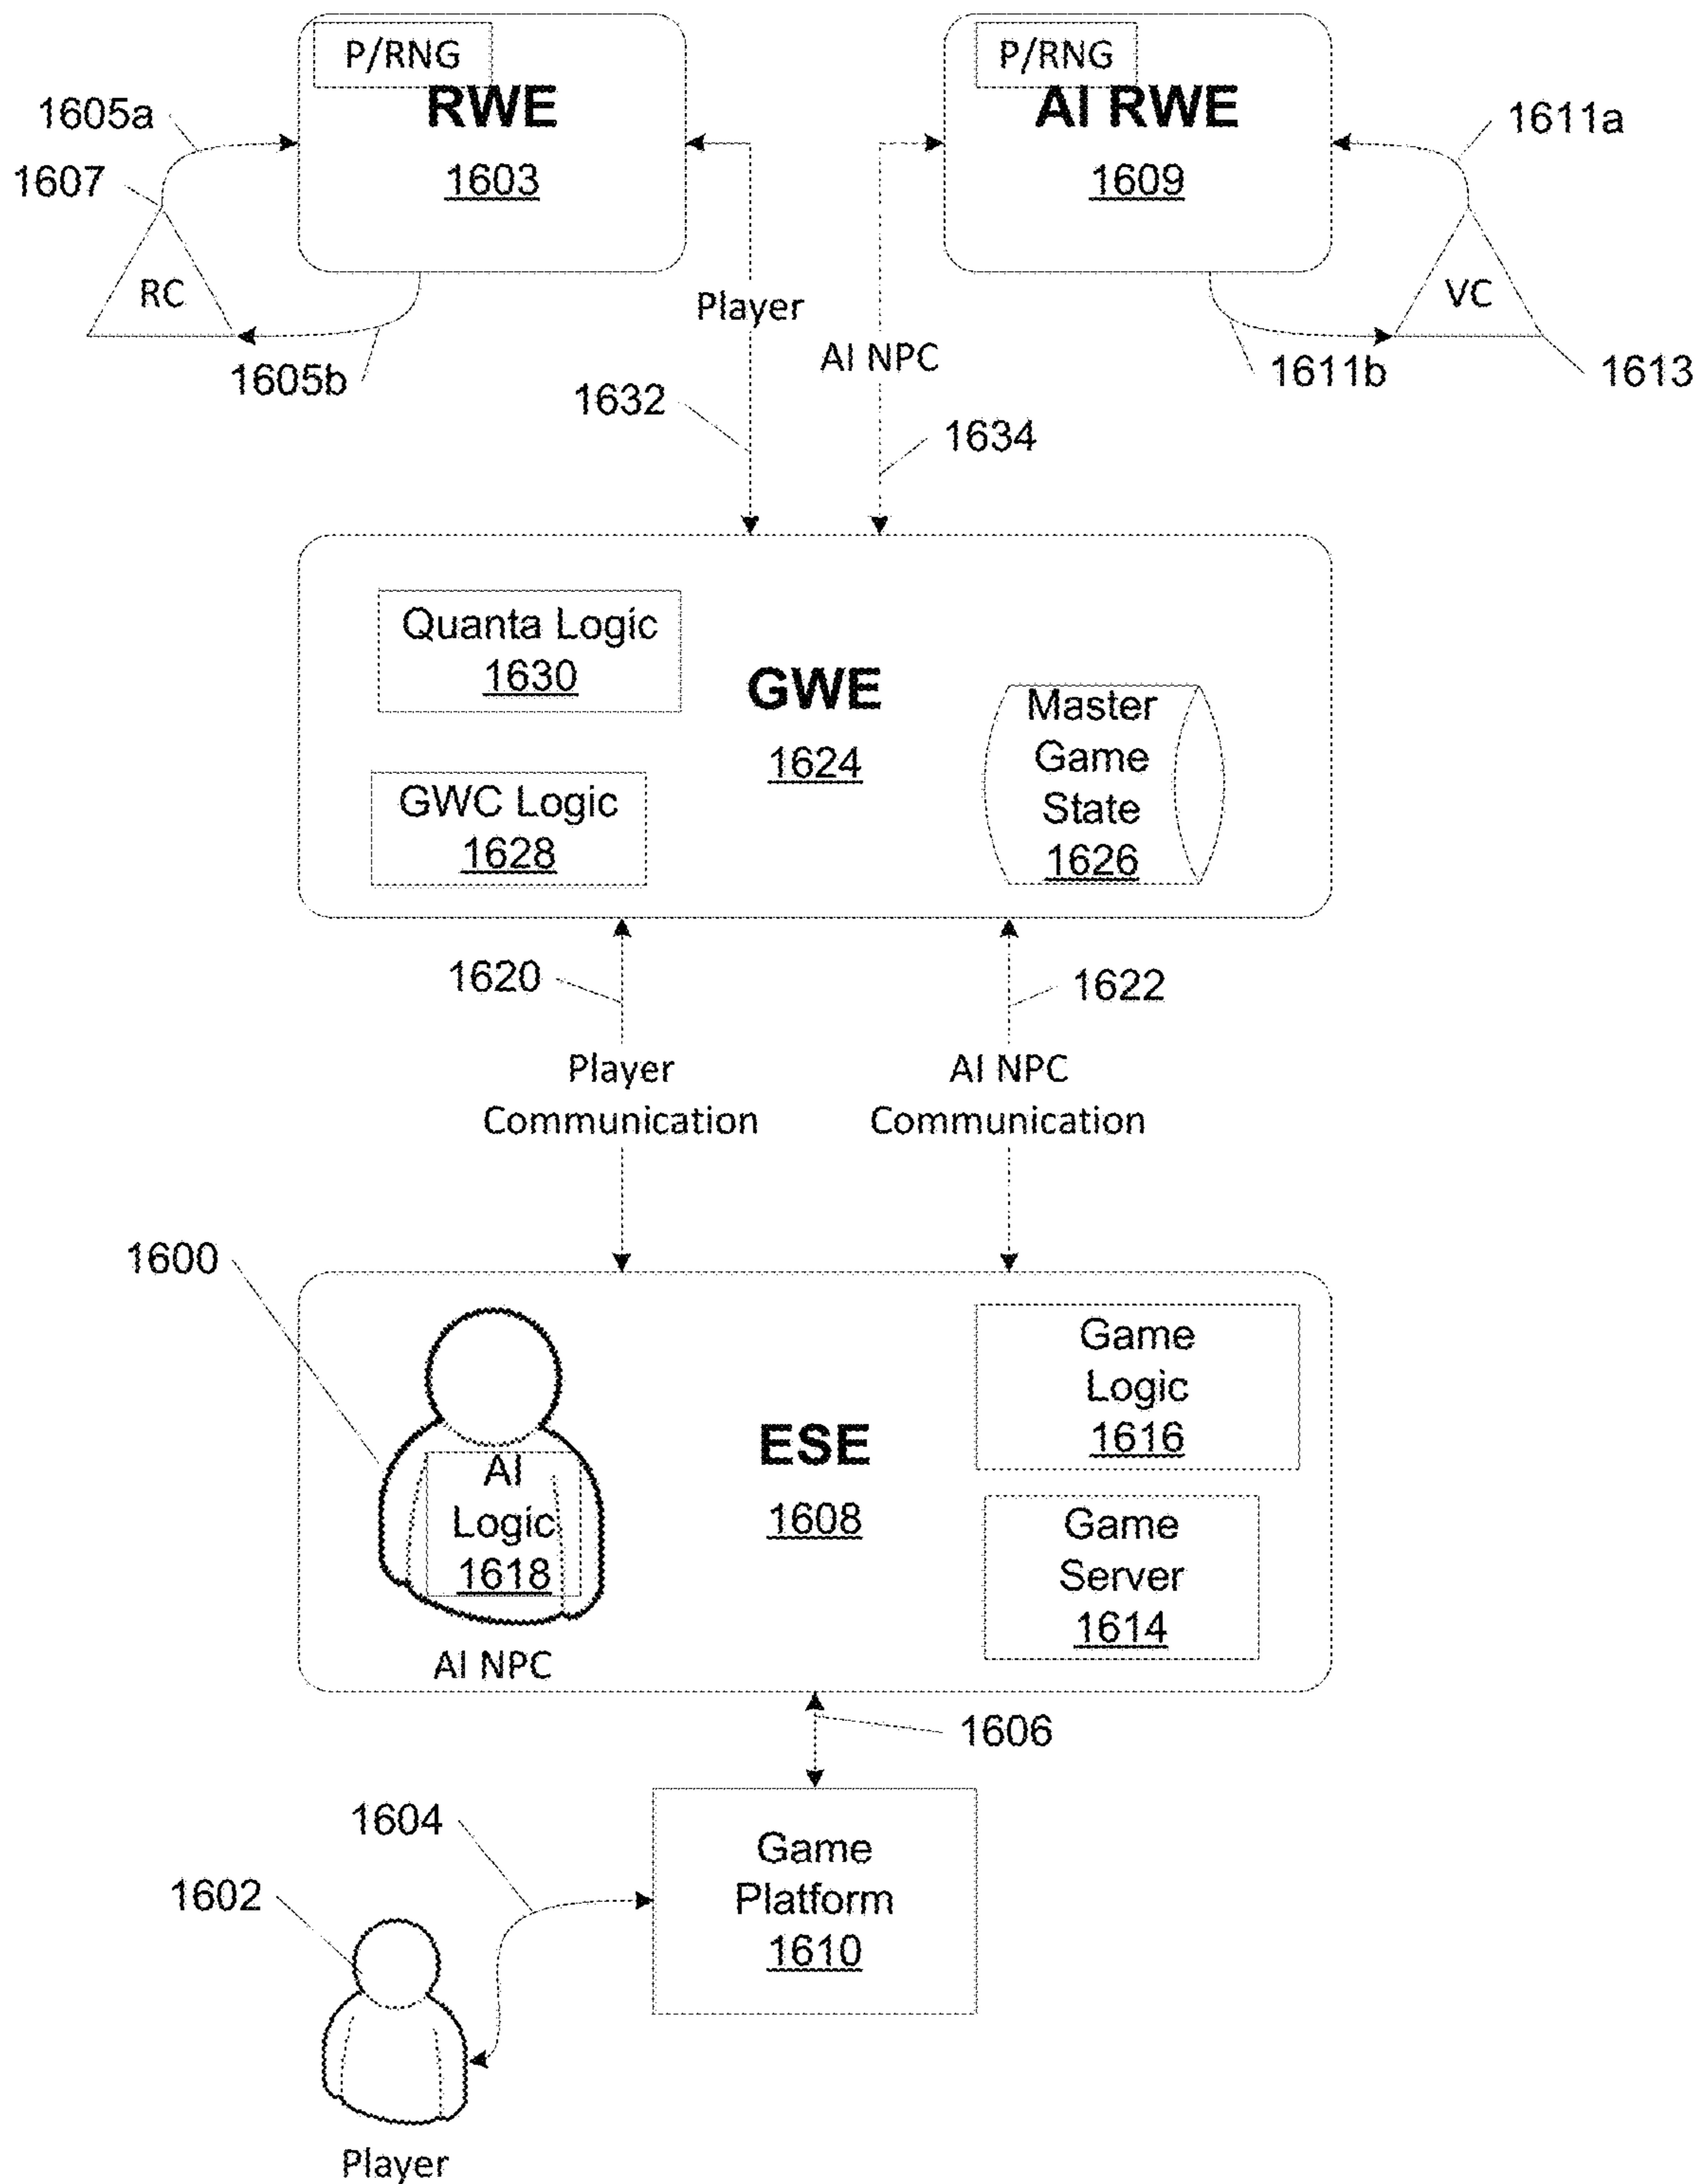 P/RNG
RWE
1603
P/RNG
AI RWE
1609
1605a
1607
RC
1605b
1611a
VC
1611b
1613
Player
AI NPC
1632
1634
Quanta Logic
1630
GWE
1624
GWC Logic
1628
Master
Game
State
1626
1620
1622
Player
Communication
AI NPC
Communication
1600
AI
Logic
1618
AI NPC
ESE
1608
Game
Logic
1616
Game
Server
1614
1606
1604
Game
Platform
1610
1602
Player